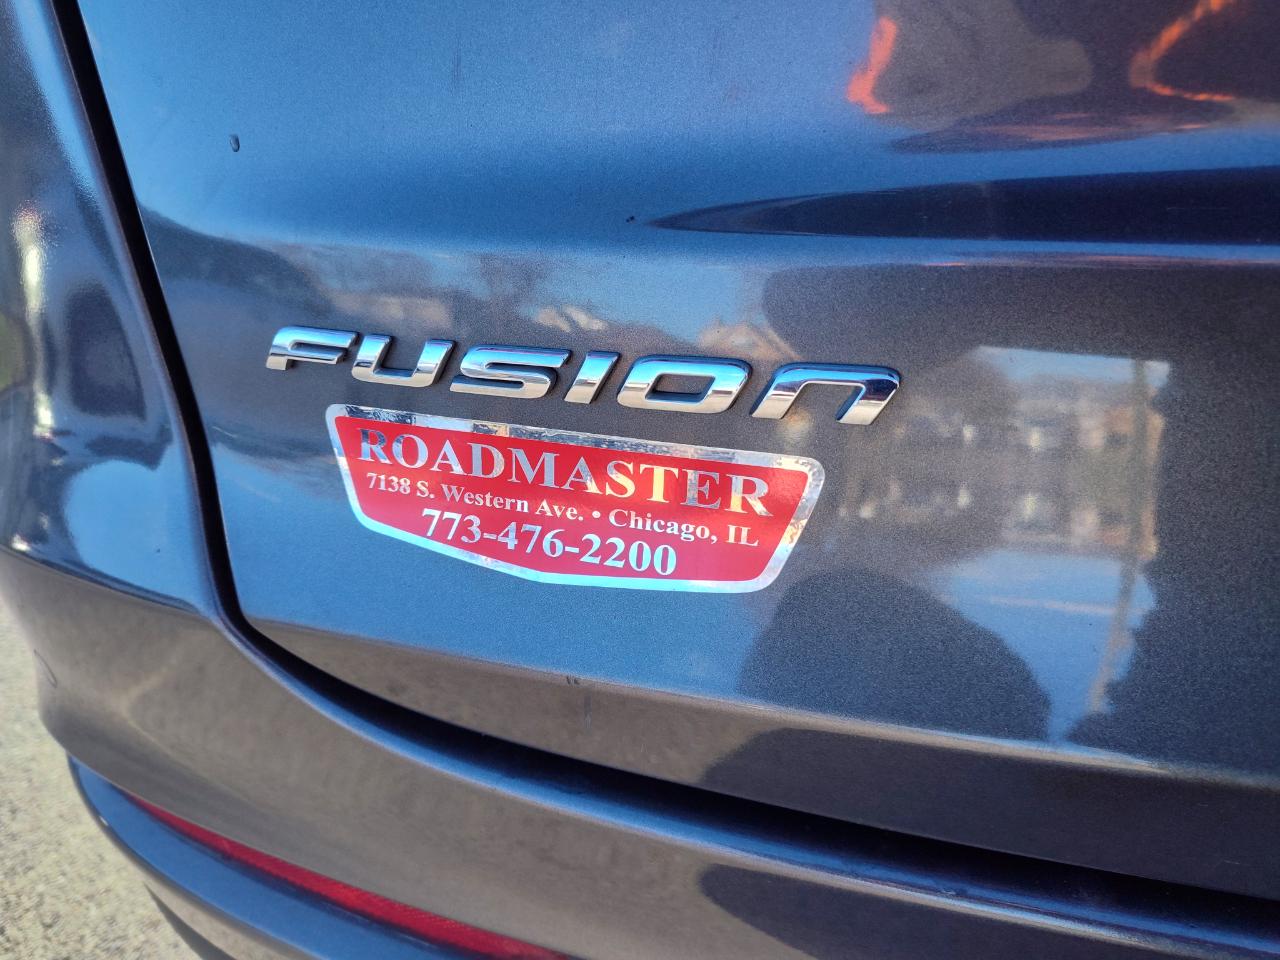 FUSION
ROADMASTER
7138 S. Western Ave. • Chicago, IL
773-476-2200